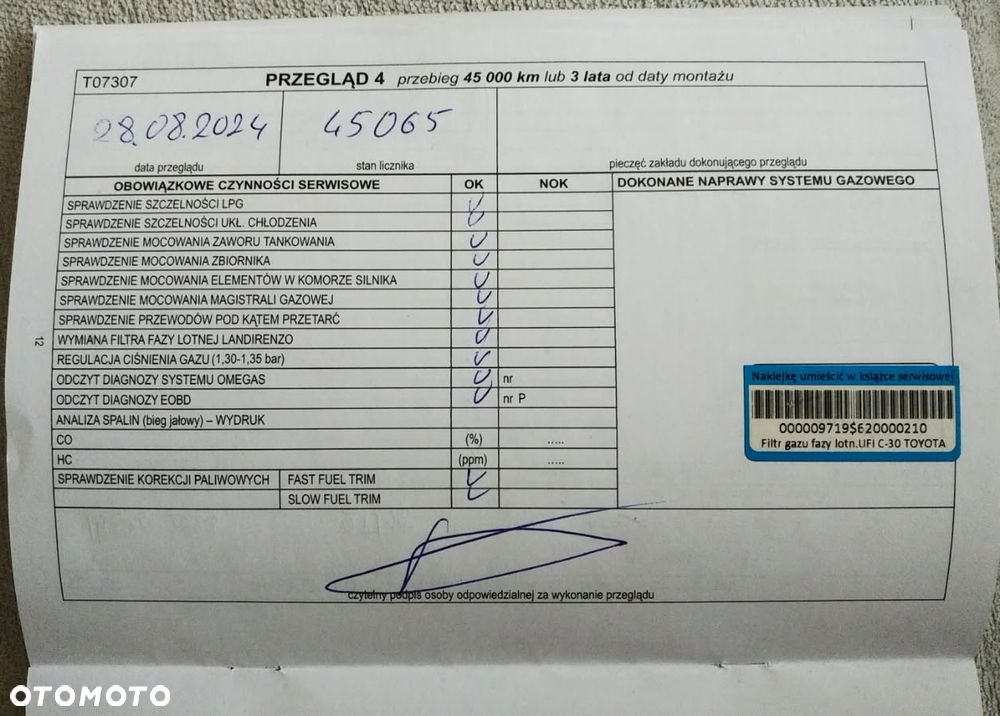 T07307 PRZEGLĄD 4 przebieg 45 000 km lub 3 lata od daty montażu
28.08.2024 45065
data przeglądu stan licznika pieczęć zakładu dokonującego przeglądu
OBOWIĄZKOWE CZYNNOŚCI SERWISOWE OK NOK DOKONANE NAPRAWY SYSTEMU GAZOWEGO
SPRAWDZENIE SZCZELNOŚCI LPG
SPRAWDZENIE SZCZELNOŚCI UKŁ. CHŁODZENIA
SPRAWDZENIE MOCOWANIA ZAWORU TANKOWANIA
SPRAWDZENIE MOCOWANIA ZBIORNIKA
SPRAWDZENIE MOCOWANIA ELEMENTÓW W KOMORZE SILNIKA
SPRAWDZENIE MOCOWANIA MAGISTRALI GAZOWEJ
SPRAWDZENIE PRZEWODÓW POD KĄTEM PRZETARĆ
12
WYMIANA FILTRA FAZY LOTNEJ LANDIRENZO
REGULACJA CIŚNIENIA GAZU (1,30-1,35 bar)
ODCZYT DIAGNOZY SYSTEMU OMEGAS nr
ODCZYT DIAGNOZY EOBD nr P
ANALIZA SPALIN (bieg jałowy) – WYDRUK
CO (%) .....
HC (ppm) .....
SPRAWDZENIE KOREKCJI PALIWOWYCH FAST FUEL TRIM
SLOW FUEL TRIM
Naklejkę umieścić w książce serwisowej
000009719$620000210
Filtr gazu fazy lotn.UFI C-30 TOYOTA
czytelny podpis osoby odpowiedzialnej za wykonanie przeglądu
OTOMOTO